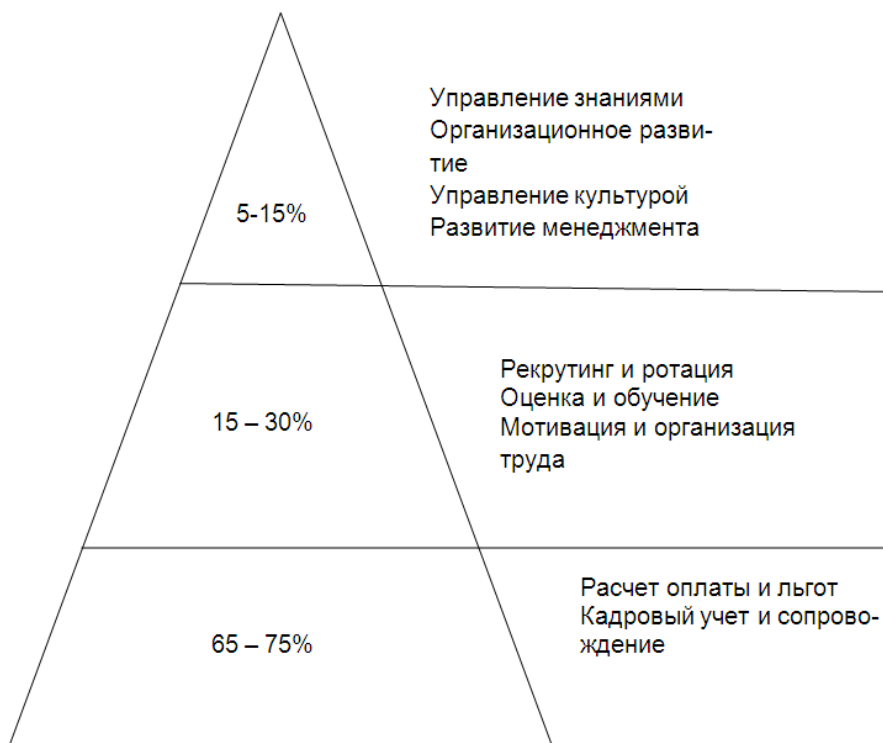 Управление знаниями
Организационное разви-
тие
Управление культурой
Развитие менеджмента
5-15%
Рекрутинг и ротация
Оценка и обучение
Мотивация и организация
труда
15 – 30%
Расчет оплаты и льгот
Кадровый учет и сопрово-
ждение
65 – 75%